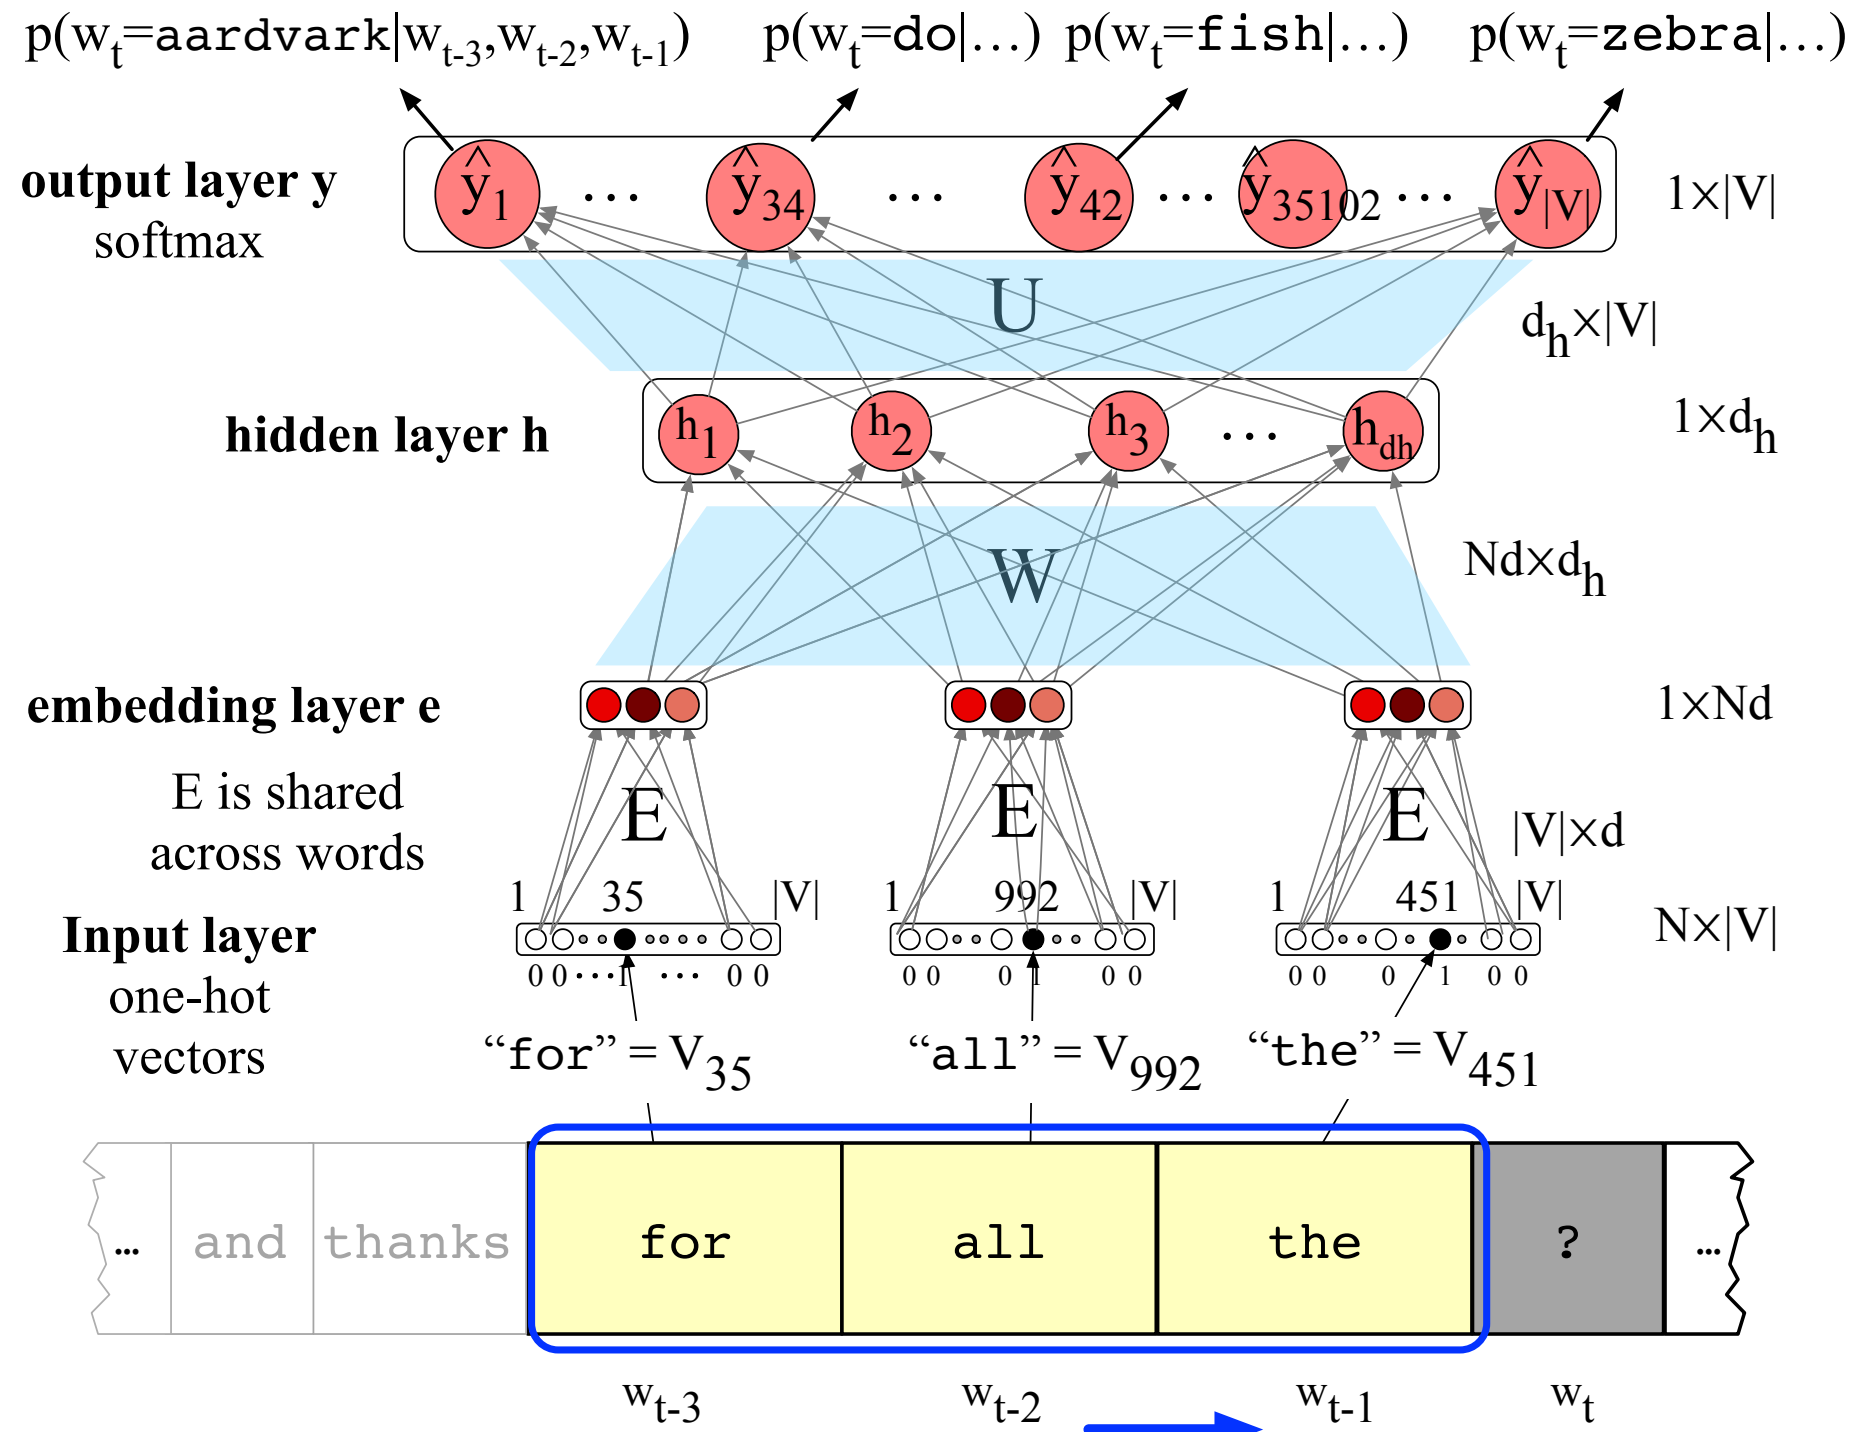 p(wt=aardvark|wt-3,wt-2,wt-1) p(wt=do|…) p(wt=fish|…) p(wt=zebra|…)
output layer y
softmax
ŷ1 … ŷ34 … ŷ42 … ŷ35102 … ŷ|V| 1×|V|
U dh×|V|
hidden layer h h1 h2 h3 … hdh 1×dh
W Nd×dh
embedding layer e 1×Nd
E is shared
across words
E E E |V|×d
1 35 |V| 1 992 |V| 1 451 |V|
Input layer
one-hot
vectors
N×|V|
0 0 … 1 … 0 0 0 0 0 1 0 0 0 0 0 1 0 0
“for” = V35 “all” = V992 “the” = V451
... and thanks for all the ? ...
wt-3 wt-2 wt-1 wt